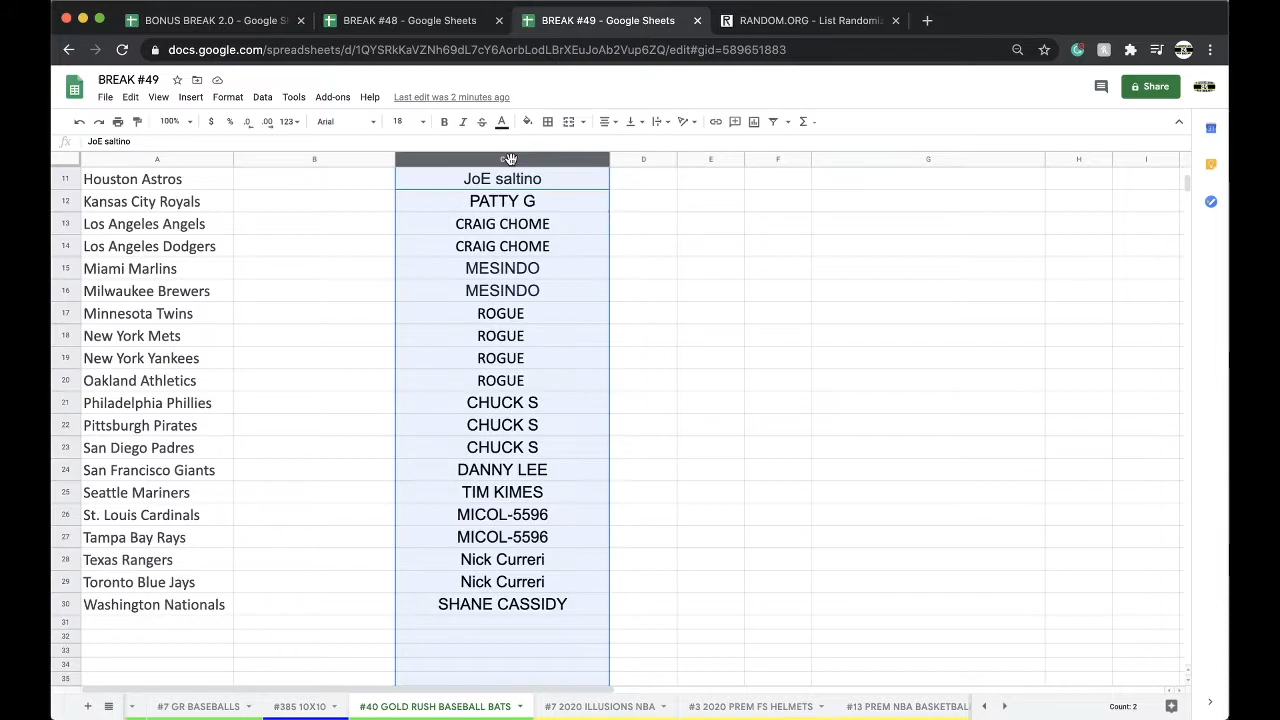 BONUS BREAK 2.0 - Google S
BREAK #48 - Google Sheets
BREAK #49 - Google Sheets
RANDOM.ORG - List Randomi
docs.google.com/spreadsheets/d/1QYSRkKaVZNh69dL7cY6AorbLodLBrXEuJoAb2Vup6ZQ/edit#gid=589651883
BREAK #49
File Edit View Insert Format Data Tools Add-ons Help Last edit was 2 minutes ago
Share
100% $ % .0 .00 123 Arial 18 B I S A
fx JoE saltino
A B C D E F G H I
11 Houston Astros JoE saltino
12 Kansas City Royals PATTY G
13 Los Angeles Angels CRAIG CHOME
14 Los Angeles Dodgers CRAIG CHOME
15 Miami Marlins MESINDO
16 Milwaukee Brewers MESINDO
17 Minnesota Twins ROGUE
18 New York Mets ROGUE
19 New York Yankees ROGUE
20 Oakland Athletics ROGUE
21 Philadelphia Phillies CHUCK S
22 Pittsburgh Pirates CHUCK S
23 San Diego Padres CHUCK S
24 San Francisco Giants DANNY LEE
25 Seattle Mariners TIM KIMES
26 St. Louis Cardinals MICOL-5596
27 Tampa Bay Rays MICOL-5596
28 Texas Rangers Nick Curreri
29 Toronto Blue Jays Nick Curreri
30 Washington Nationals SHANE CASSIDY
31
32
33
34
35
#7 GR BASEBALLS #385 10X10 #40 GOLD RUSH BASEBALL BATS #7 2020 ILLUSIONS NBA #3 2020 PREM FS HELMETS #13 PREM NBA BASKETBAL Count: 2